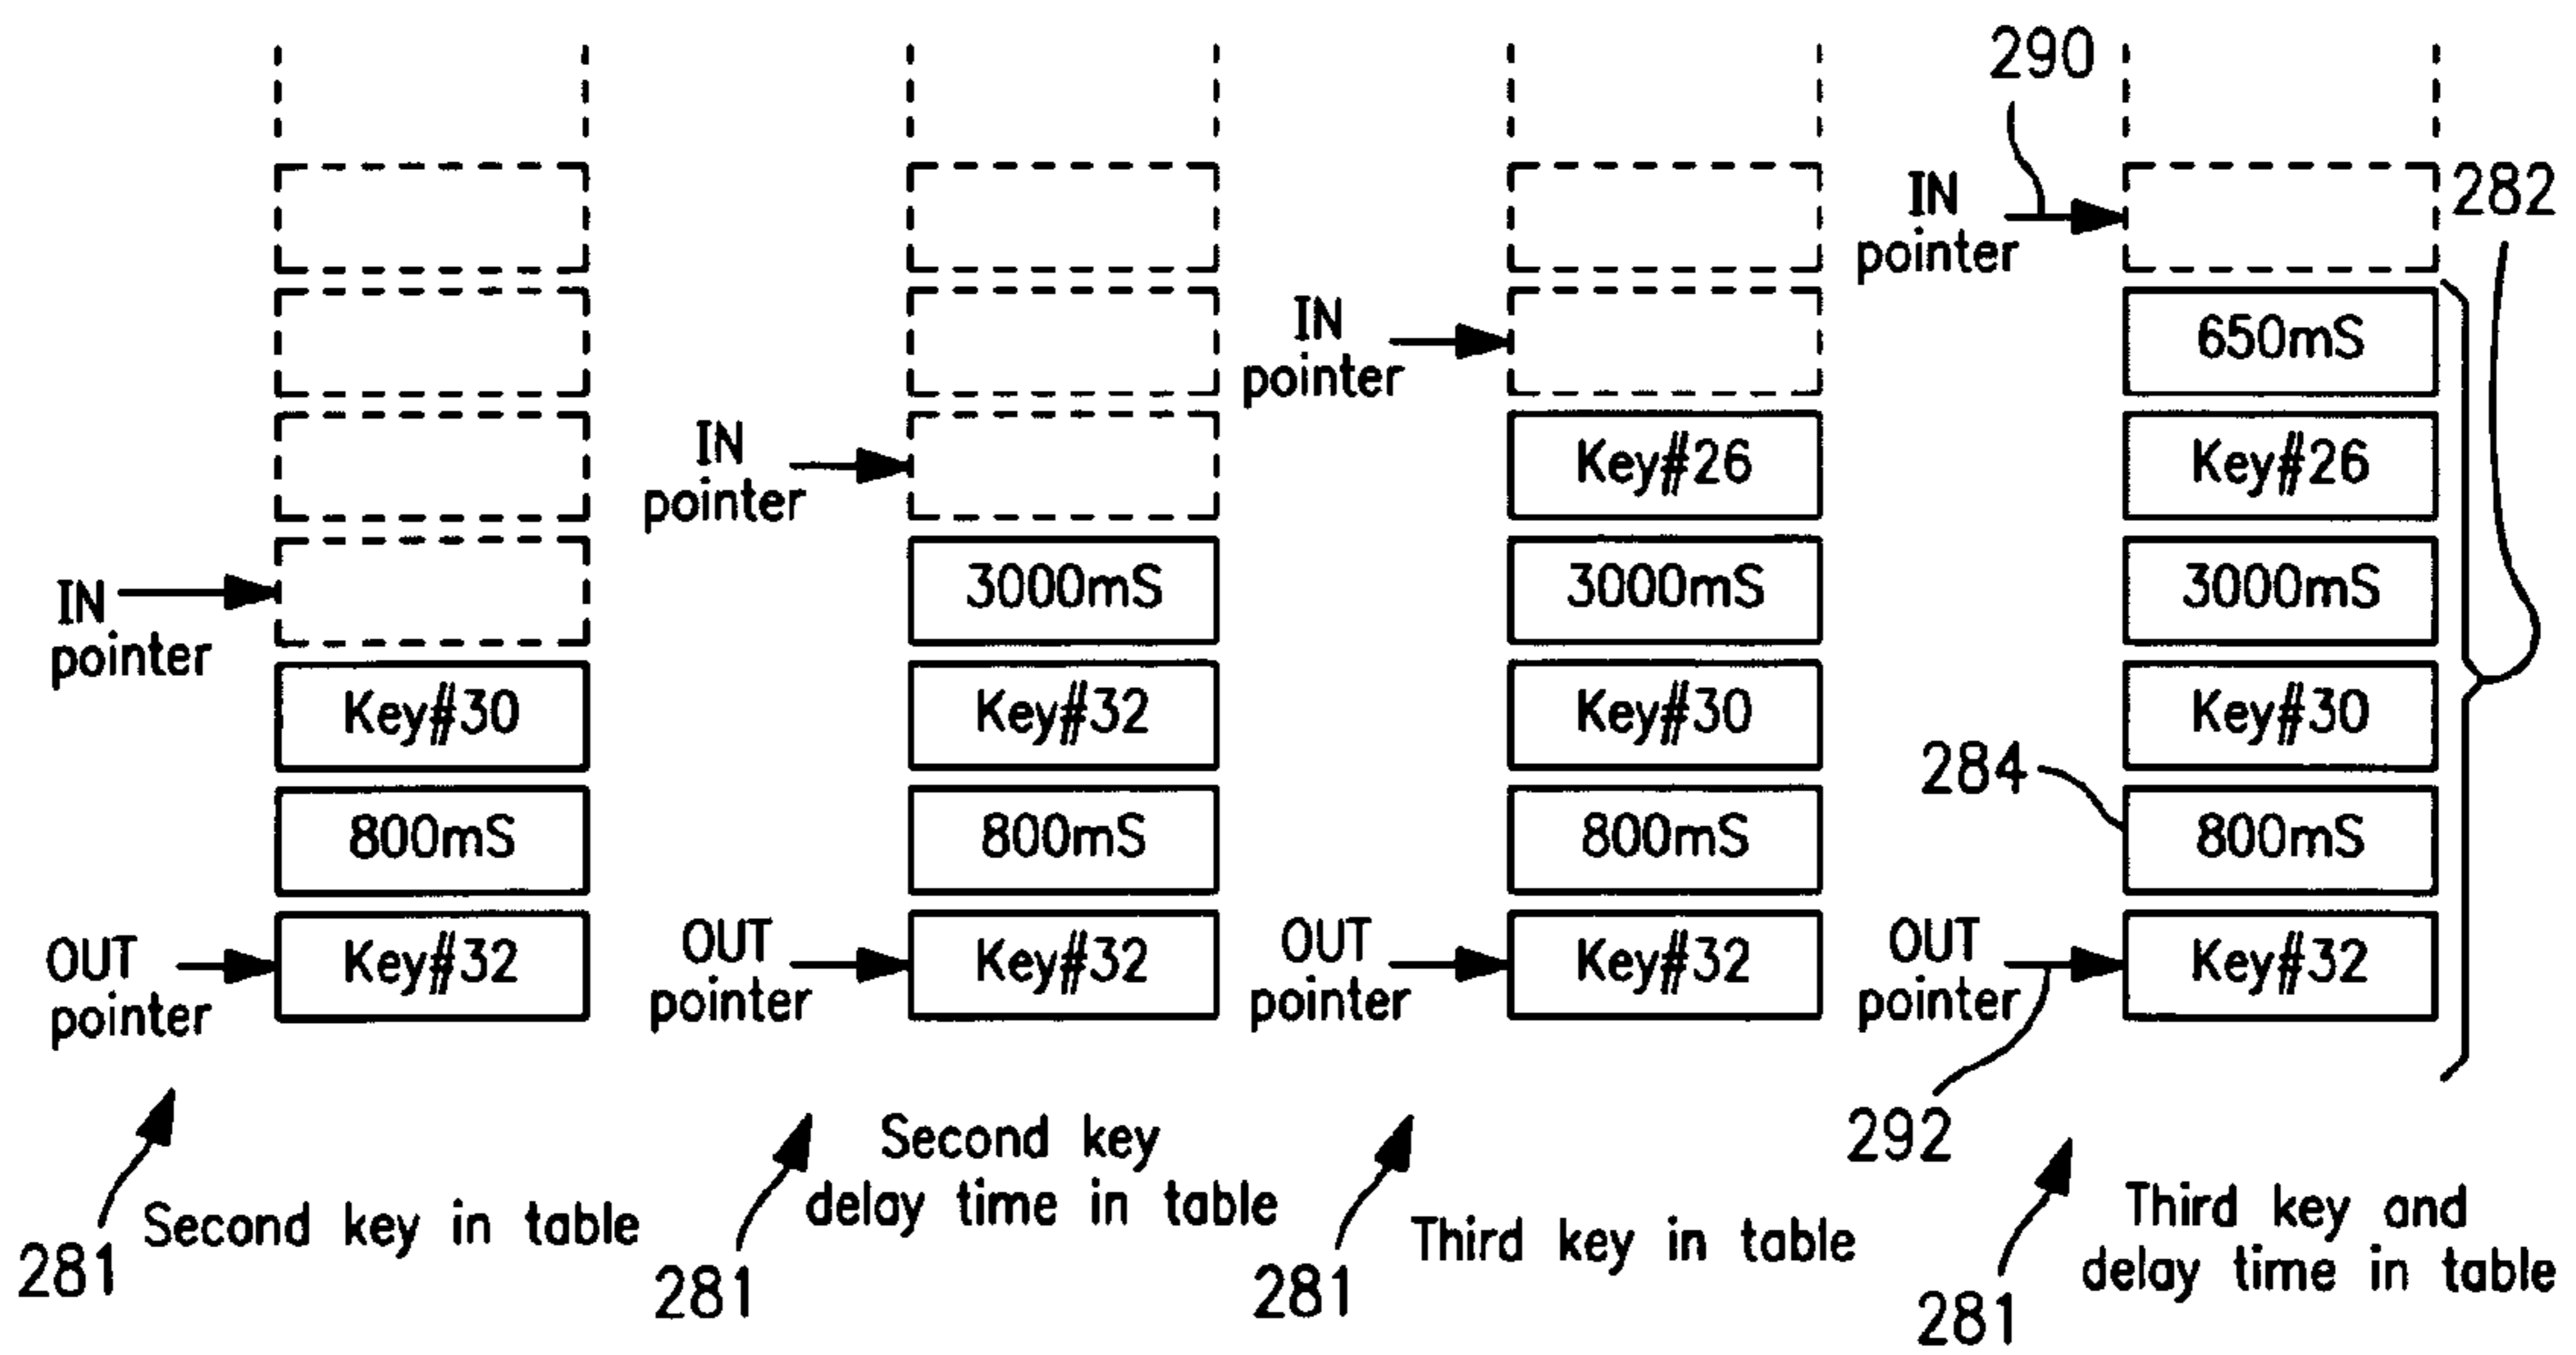 IN
pointer
Key#30
800mS
OUT
pointer
Key#32
281
Second key in table
IN
pointer
3000mS
Key#32
800mS
OUT
pointer
Key#32
281
Second key
delay time in table
IN
pointer
Key#26
3000mS
Key#30
800mS
OUT
pointer
Key#32
281
Third key in table
290
IN
pointer
282
650mS
Key#26
3000mS
Key#30
284
800mS
OUT
pointer
Key#32
292
281
Third key and
delay time in table